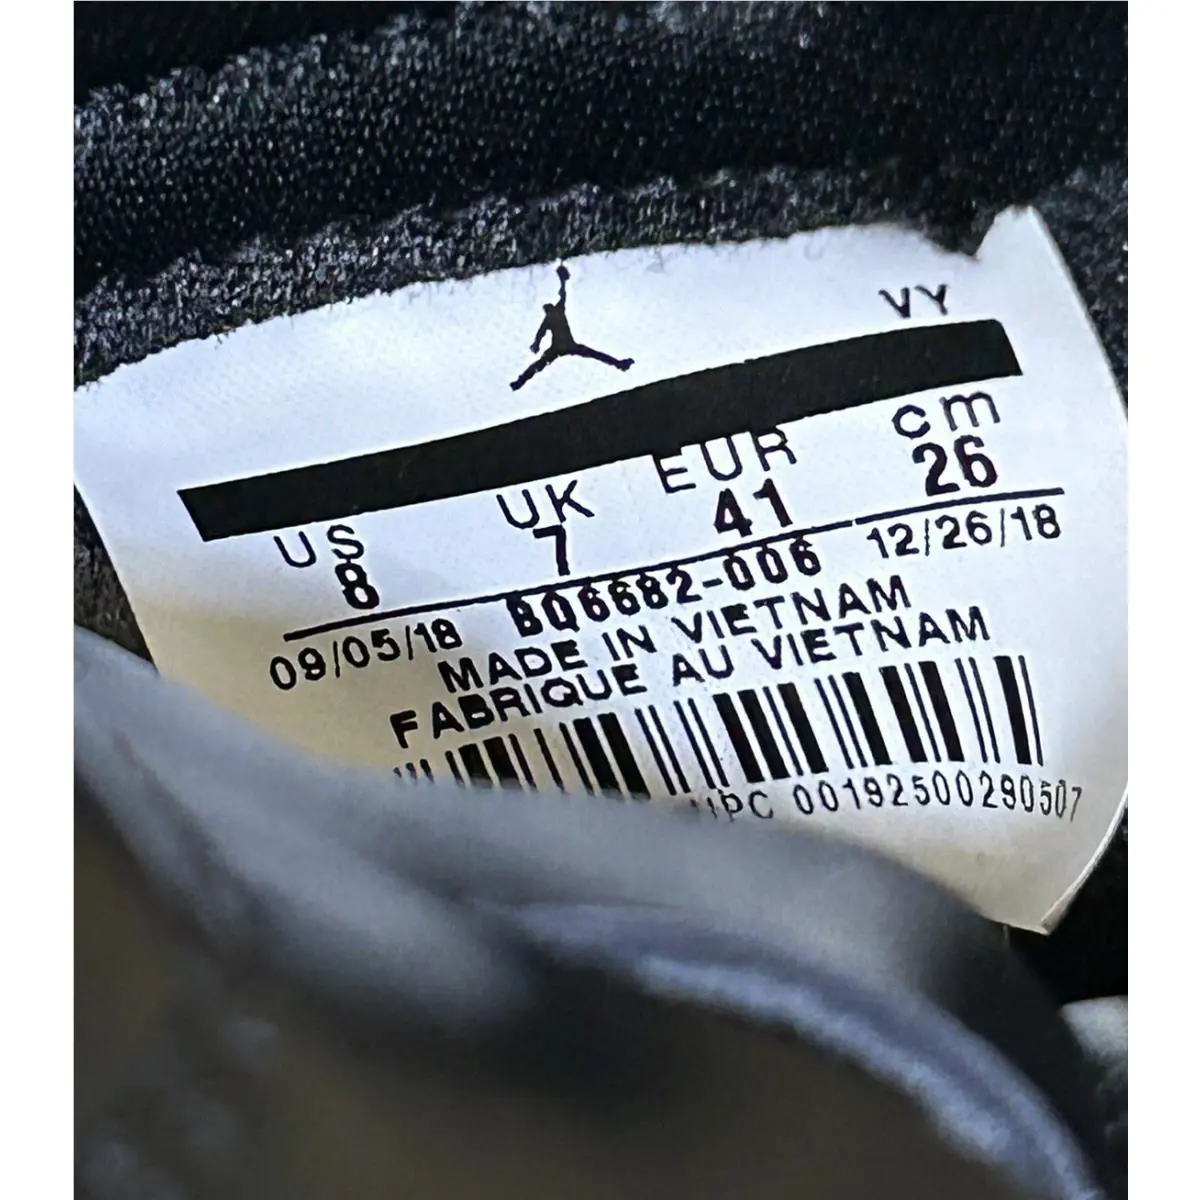 VY
US UK EUR cm
8 7 41 26
09/05/18 BQ6682-006 12/26/18
MADE IN VIETNAM
FABRIQUE AU VIETNAM
UPC 00192500290507